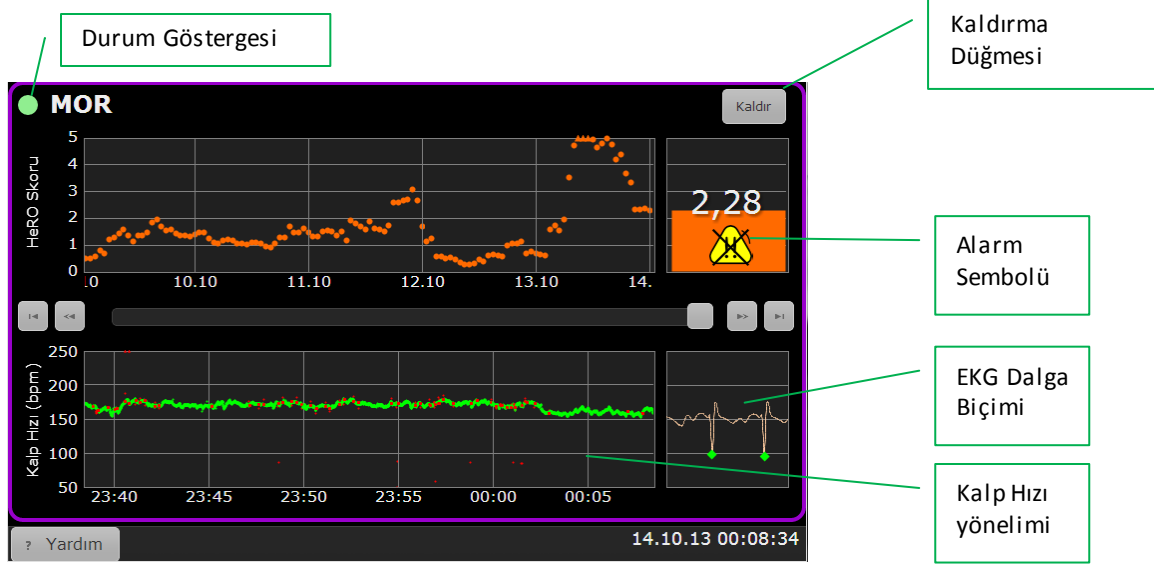 Durum Göstergesi
Kaldırma
Düğmesi
MOR
Kaldır
HeRO Skoru
5
4
3
2
1
0
.0 10.10 11.10 12.10 13.10 14.
2,28
!!
Alarm
Sembolü
Kalp Hızı (bpm)
250
200
150
100
50
23:40 23:45 23:50 23:55 00:00 00:05
EKG Dalga
Biçimi
Kalp Hızı
yönelimi
? Yardım
14.10.13 00:08:34